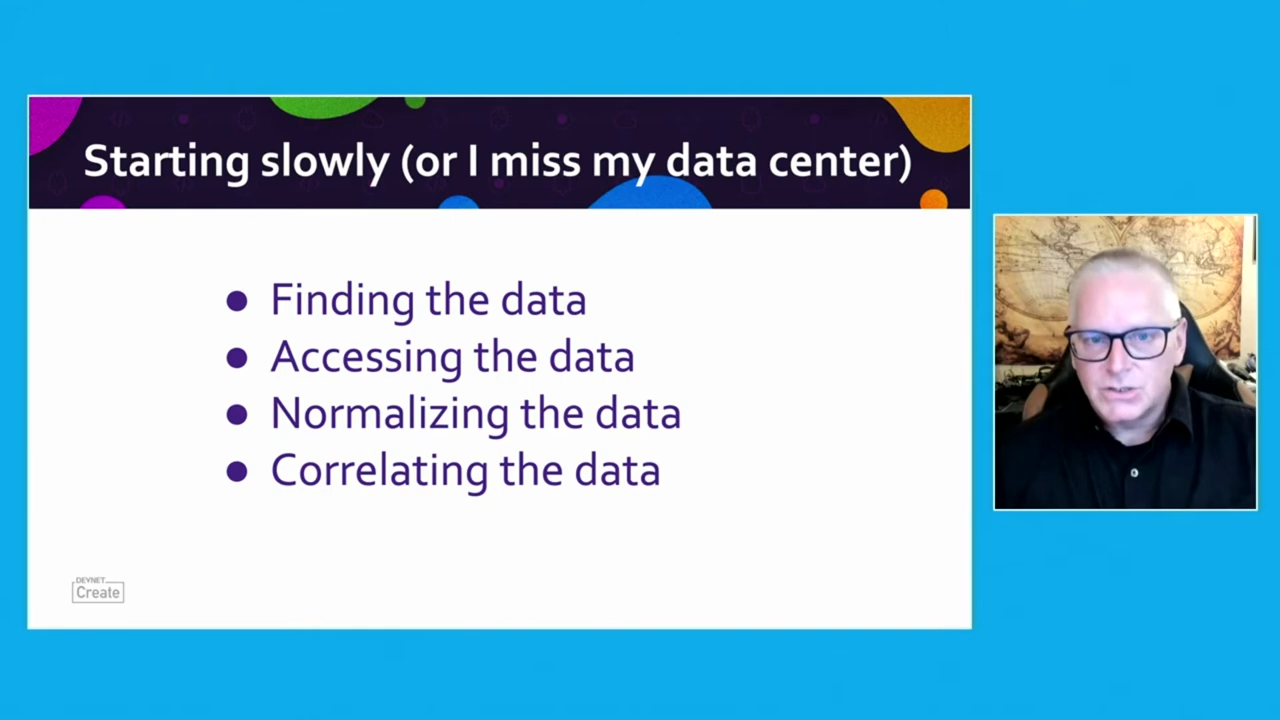 Starting slowly (or I miss my data center)
● Finding the data
● Accessing the data
● Normalizing the data
● Correlating the data
DEVNET
Create